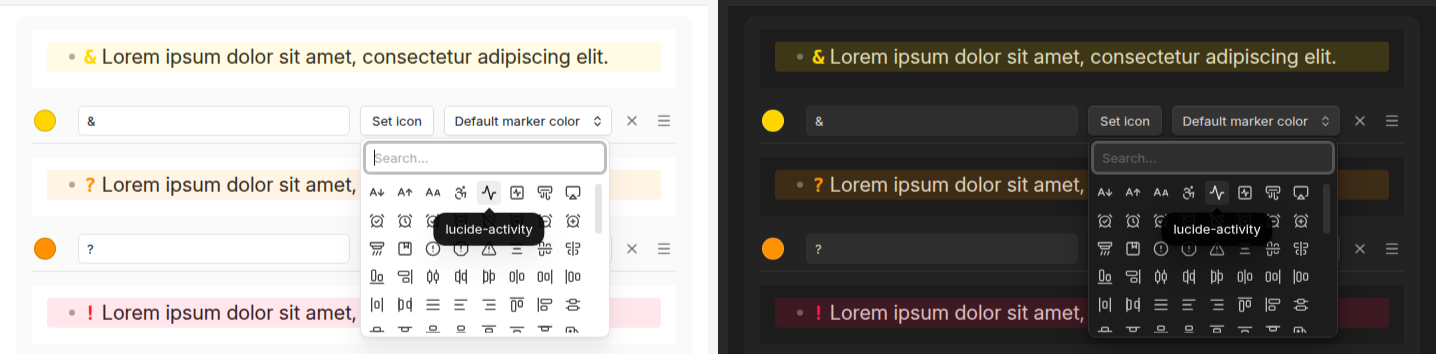 & Lorem ipsum dolor sit amet, consectetur adipiscing elit.
&
Set icon
Default marker color
Search...
? Lorem ipsum dolor sit amet,
lucide-activity
?
! Lorem ipsum dolor sit amet,
& Lorem ipsum dolor sit amet, consectetur adipiscing elit.
&
Set icon
Default marker color
Search...
? Lorem ipsum dolor sit amet,
lucide-activity
?
! Lorem ipsum dolor sit amet,